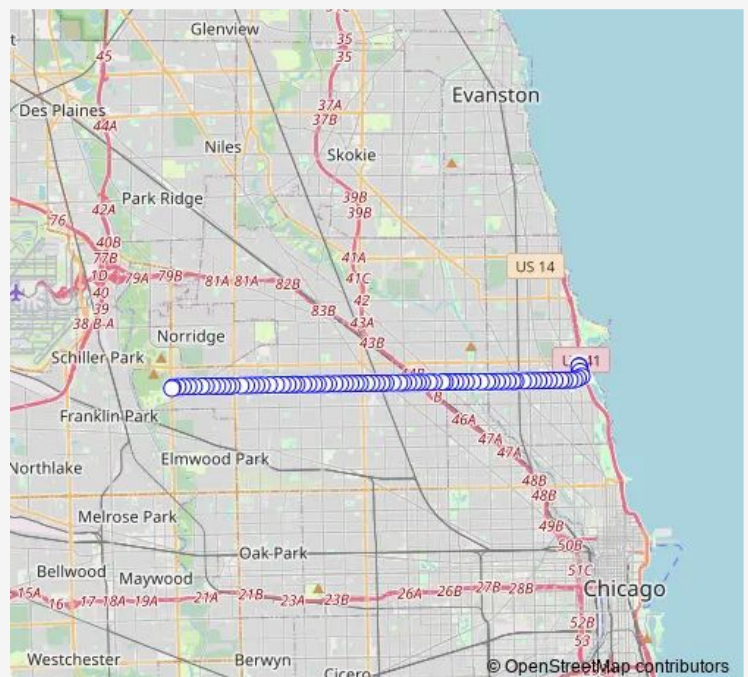 Glenview
45
35
35
Des Plaines
Evanston
37A
37B
44A
Niles
Skokie
Park Ridge
39B
39B
42A
76
40B
77B
41A
1D
79A 79B
81A 81A
82B
41C
US 14
40
42
39
83B
43A
38 B-A
Norridge
43B
Schiller Park
Franklin Park
46A
47A
47A
Northlake
Elmwood Park
48B
48B
Melrose Park
49B
50B
Oak Park
51C
Bellwood
Maywood
Chicago
15A
16
17
18A
19A
21A
21B
23A
23B
26A
26B
27B
28B
52B
53
Westchester
Berwyn
Cicero
© OpenStreetMap contributors